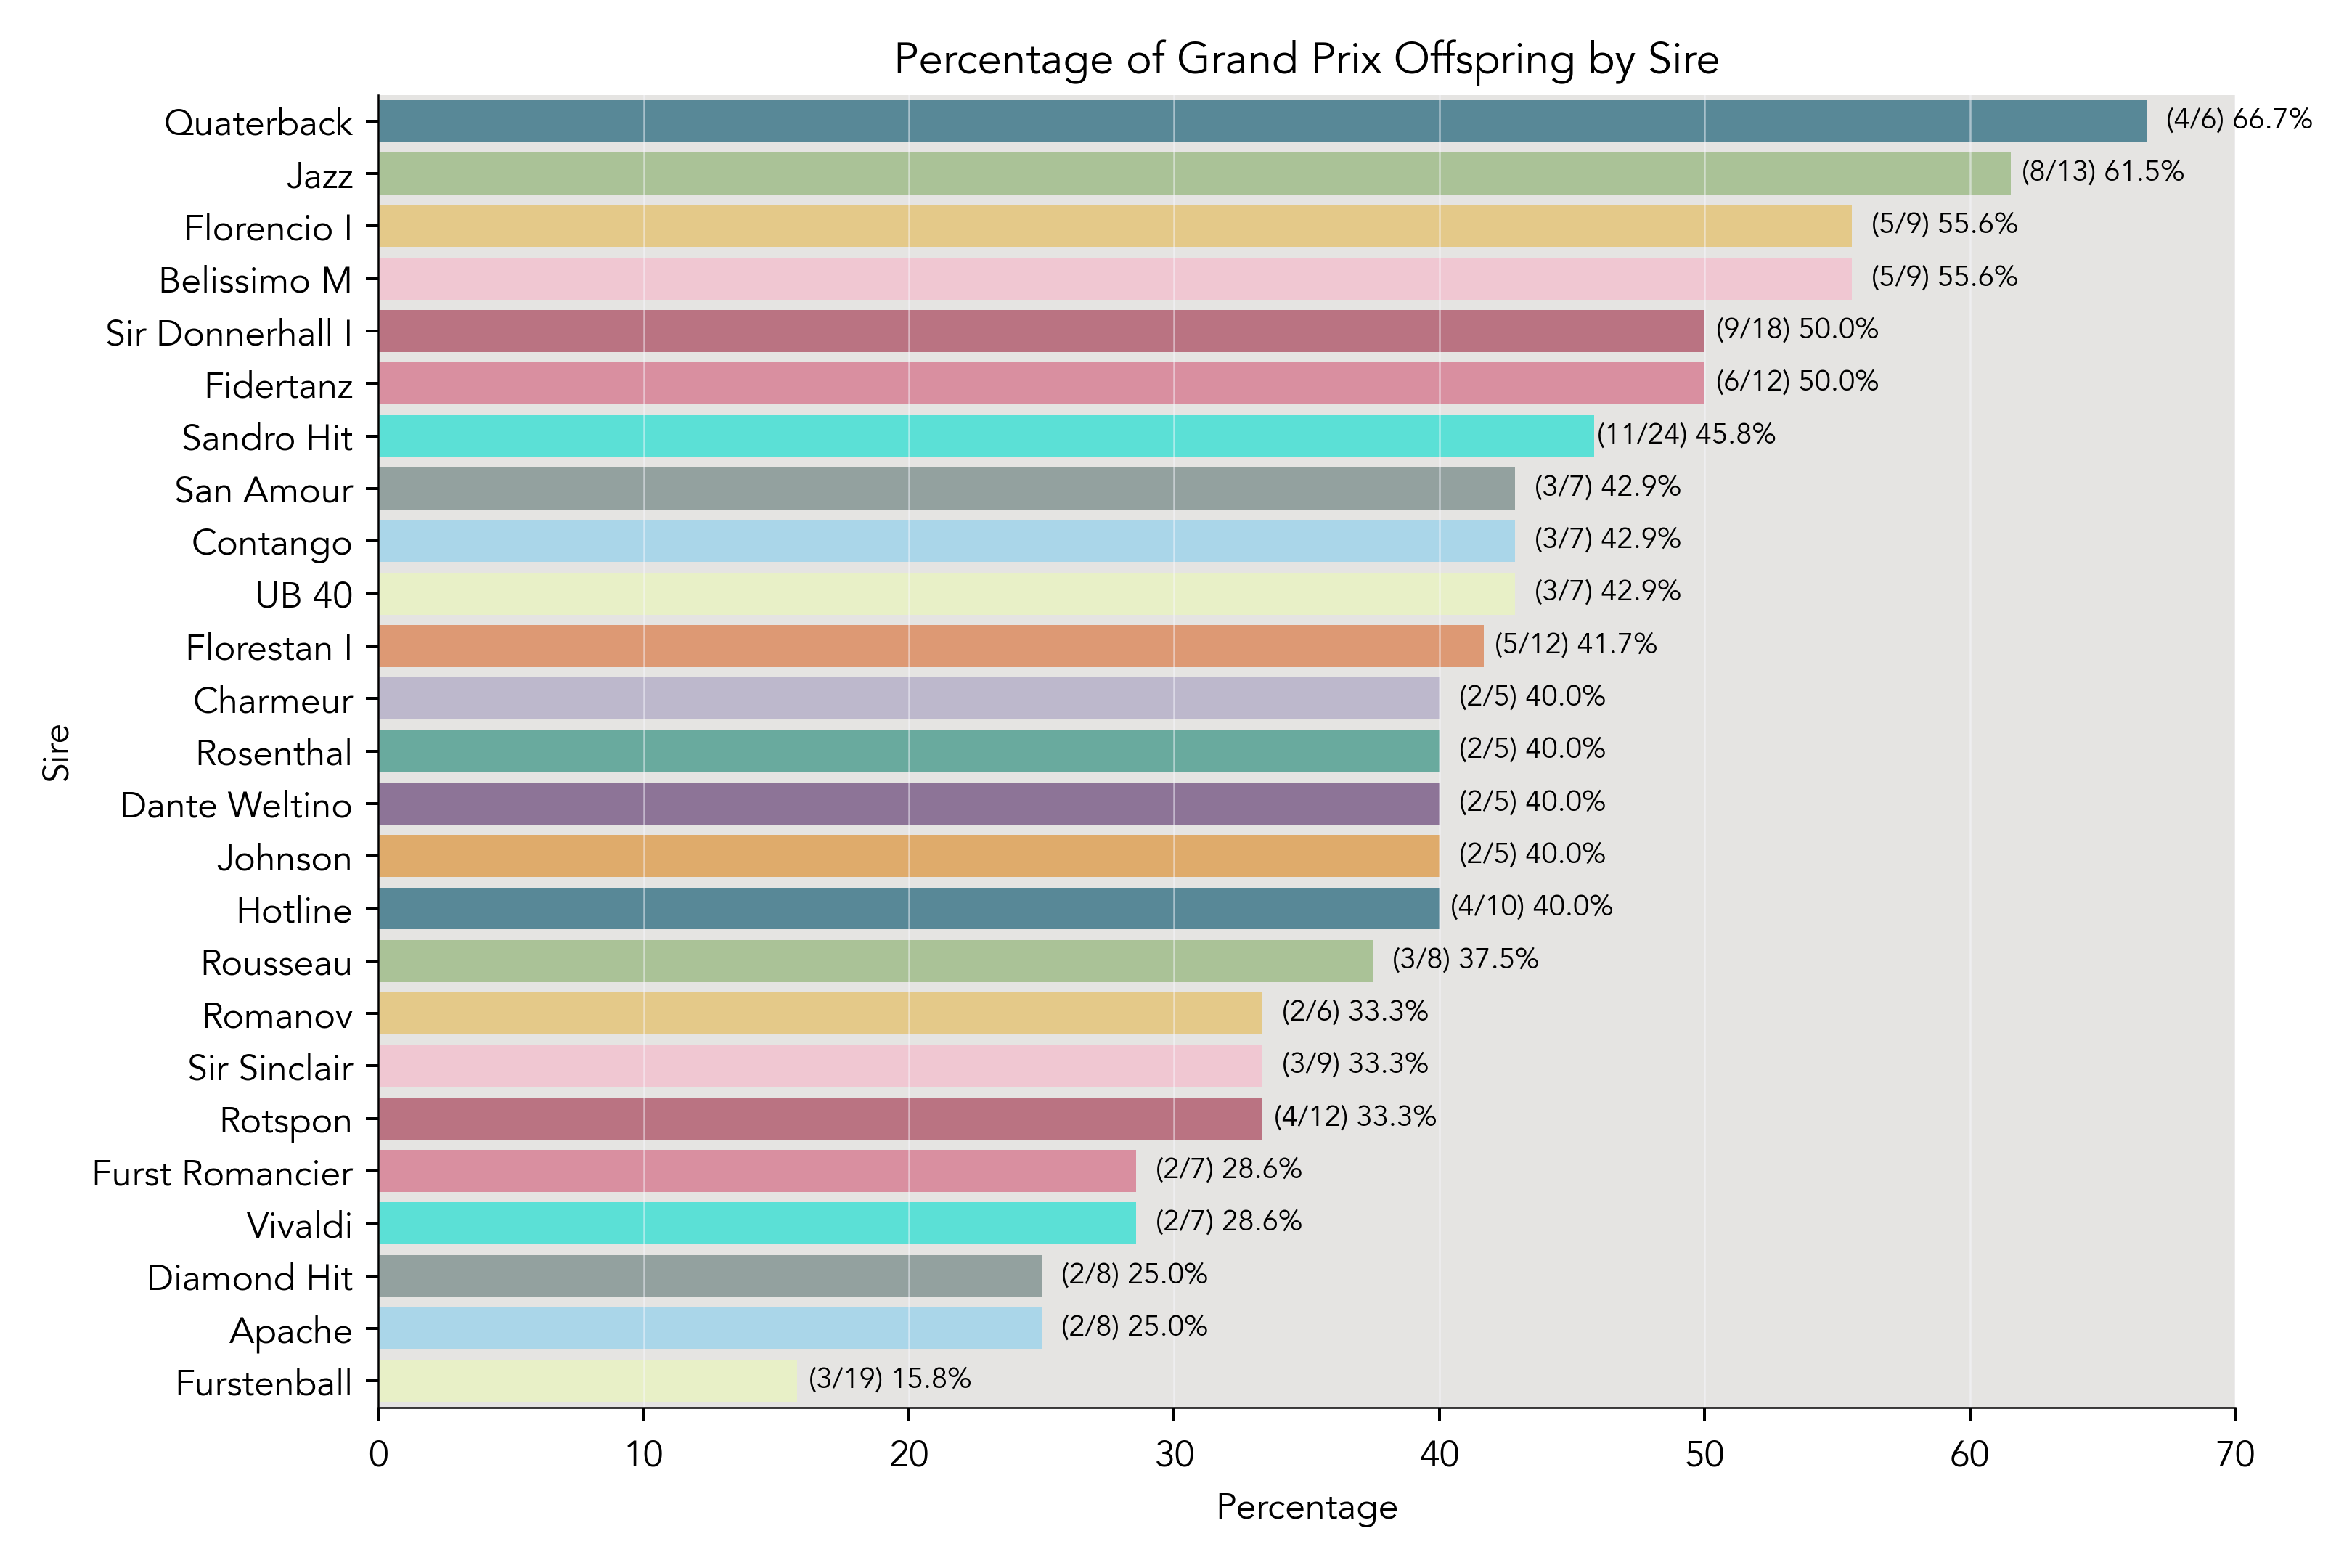 Percentage of Grand Prix Offspring by Sire
Quaterback (4/6) 66.7%
Jazz (8/13) 61.5%
Florencio I (5/9) 55.6%
Belissimo M (5/9) 55.6%
Sir Donnerhall I (9/18) 50.0%
Fidertanz (6/12) 50.0%
Sandro Hit (11/24) 45.8%
San Amour (3/7) 42.9%
Contango (3/7) 42.9%
UB 40 (3/7) 42.9%
Florestan I (5/12) 41.7%
Charmeur (2/5) 40.0%
Rosenthal (2/5) 40.0%
Dante Weltino (2/5) 40.0%
Johnson (2/5) 40.0%
Hotline (4/10) 40.0%
Rousseau (3/8) 37.5%
Romanov (2/6) 33.3%
Sir Sinclair (3/9) 33.3%
Rotspon (4/12) 33.3%
Furst Romancier (2/7) 28.6%
Vivaldi (2/7) 28.6%
Diamond Hit (2/8) 25.0%
Apache (2/8) 25.0%
Furstenball (3/19) 15.8%
Sire
0 10 20 30 40 50 60 70
Percentage